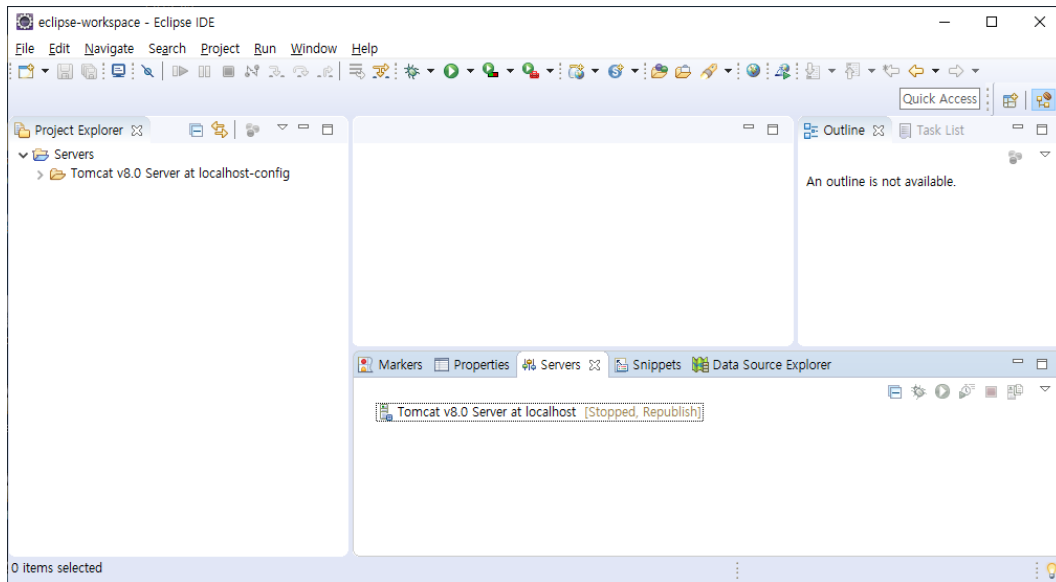 eclipse-workspace - Eclipse IDE
File Edit Navigate Search Project Run Window Help
Quick Access
Project Explorer
Servers
Tomcat v8.0 Server at localhost-config
Outline Task List
An outline is not available.
Markers Properties Servers Snippets Data Source Explorer
Tomcat v8.0 Server at localhost [Stopped, Republish]
0 items selected